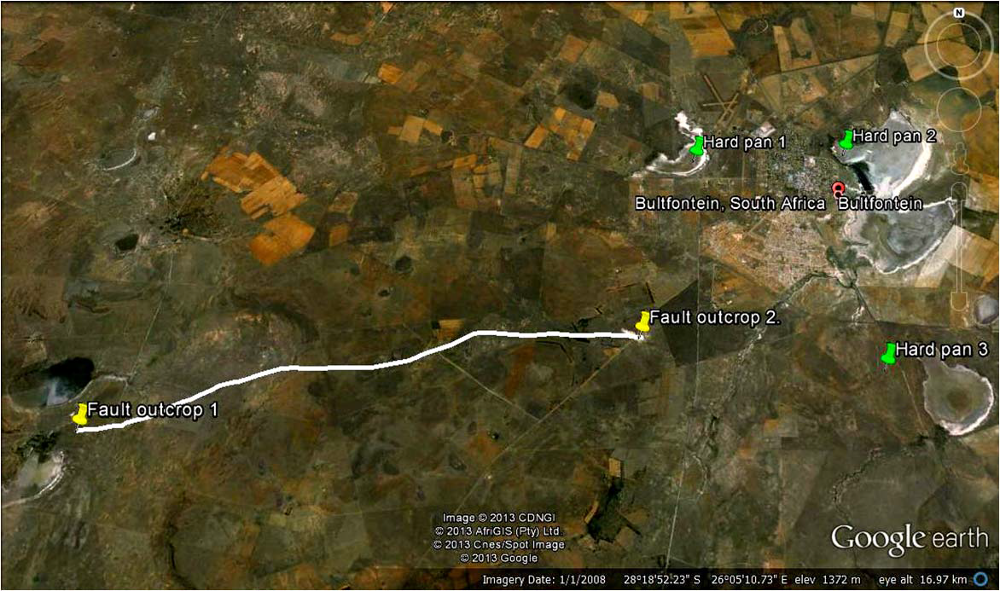 N
Hard pan 1
Hard pan 2
Bultfontein, South Africa
Bultfontein
Fault outcrop 2.
Hard pan 3
Fault outcrop 1
Image © 2013 CDNGI
© 2013 AfriGIS (Pty) Ltd.
© 2013 Cnes/Spot Image
© 2013 Google
Google earth
Imagery Date: 1/1/2008 28°18'52.23" S 26°05'10.73" E elev 1372 m eye alt 16.97 km